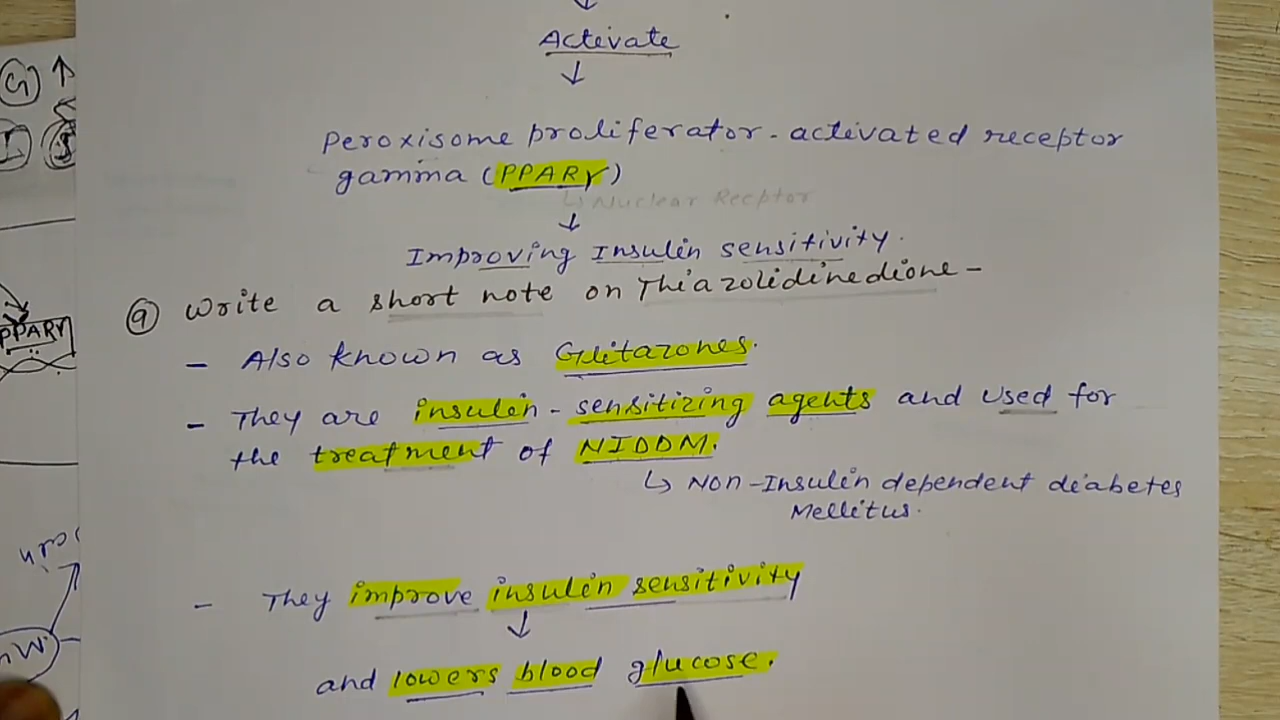 Activate
↓
Peroxisome proliferator-activated receptor
gamma (PPARγ)
↳ Nuclear Receptor
↓
Improving Insulin sensitivity.
⑨ Write a short note on Thiazolidinedione -
- Also known as Glitazones.
- They are insulin-sensitizing agents and used for
the treatment of NIDDM.
↳ Non-Insulin dependent diabetes
Mellitus.
- They improve insulin sensitivity
↓
and lowers blood glucose.
G ↑
I
PPARγ